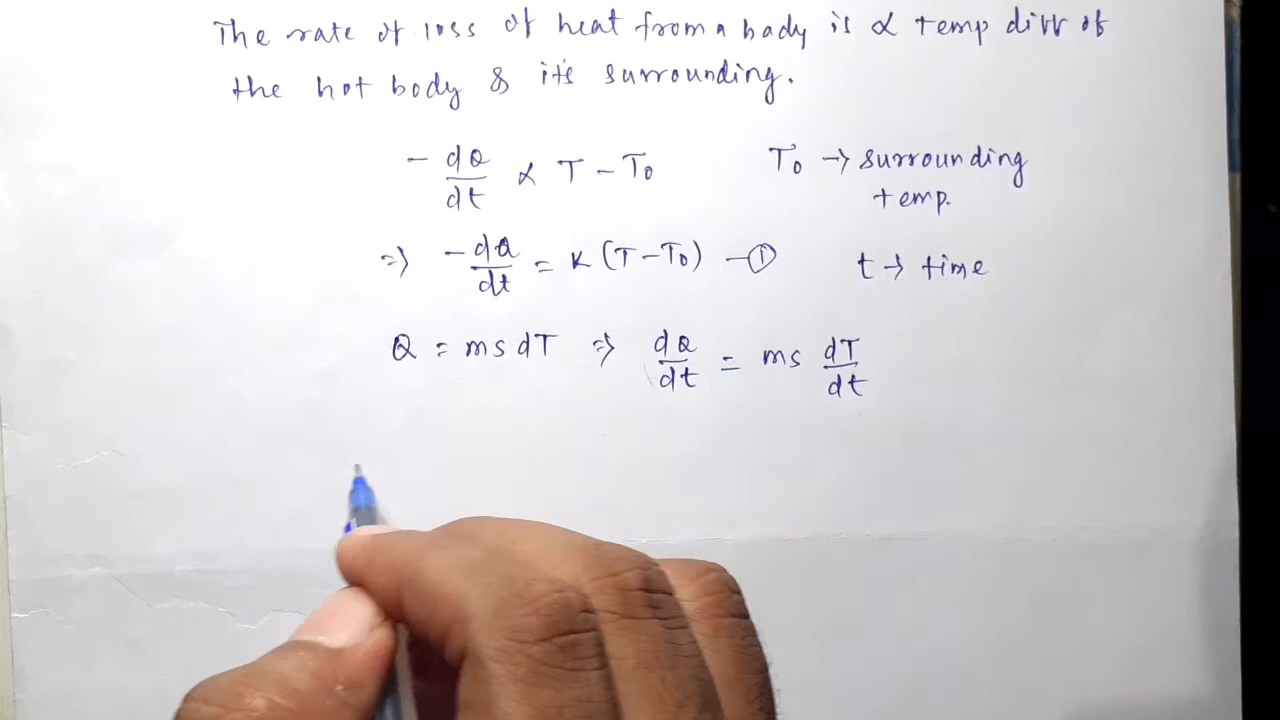 The rate of loss of heat from a body is ∝ temp diff of
the hot body & it's surrounding.
- dQ/dt ∝ T - T₀ T₀ → surrounding temp.
=> - dQ/dt = K (T - T₀) —① t → time
Q = ms dT => dQ/dt = ms dT/dt